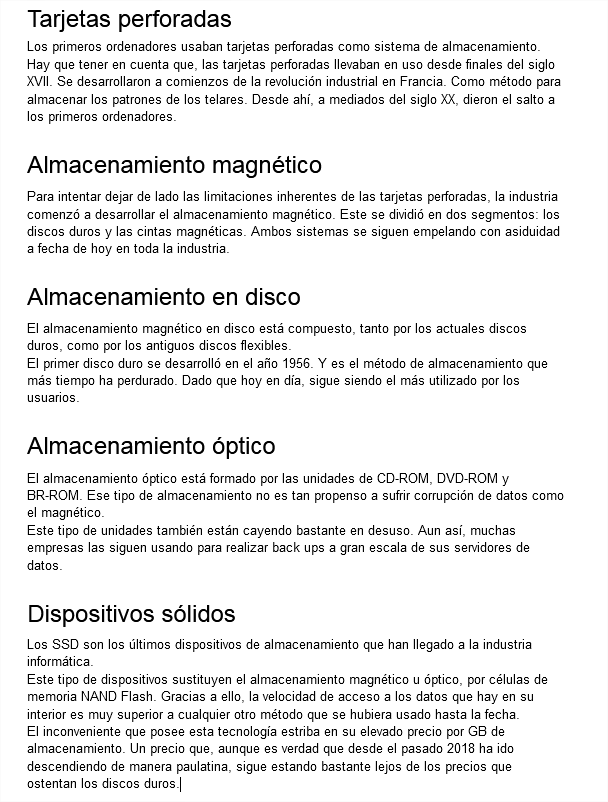 Tarjetas perforadas
Los primeros ordenadores usaban tarjetas perforadas como sistema de almacenamiento.
Hay que tener en cuenta que, las tarjetas perforadas llevaban en uso desde finales del siglo
XVII. Se desarrollaron a comienzos de la revolución industrial en Francia. Como método para
almacenar los patrones de los telares. Desde ahí, a mediados del siglo XX, dieron el salto a
los primeros ordenadores.
Almacenamiento magnético
Para intentar dejar de lado las limitaciones inherentes de las tarjetas perforadas, la industria
comenzó a desarrollar el almacenamiento magnético. Este se dividió en dos segmentos: los
discos duros y las cintas magnéticas. Ambos sistemas se siguen empelando con asiduidad
a fecha de hoy en toda la industria.
Almacenamiento en disco
El almacenamiento magnético en disco está compuesto, tanto por los actuales discos
duros, como por los antiguos discos flexibles.
El primer disco duro se desarrolló en el año 1956. Y es el método de almacenamiento que
más tiempo ha perdurado. Dado que hoy en día, sigue siendo el más utilizado por los
usuarios.
Almacenamiento óptico
El almacenamiento óptico está formado por las unidades de CD-ROM, DVD-ROM y
BR-ROM. Ese tipo de almacenamiento no es tan propenso a sufrir corrupción de datos como
el magnético.
Este tipo de unidades también están cayendo bastante en desuso. Aun así, muchas
empresas las siguen usando para realizar back ups a gran escala de sus servidores de
datos.
Dispositivos sólidos
Los SSD son los últimos dispositivos de almacenamiento que han llegado a la industria
informática.
Este tipo de dispositivos sustituyen el almacenamiento magnético u óptico, por células de
memoria NAND Flash. Gracias a ello, la velocidad de acceso a los datos que hay en su
interior es muy superior a cualquier otro método que se hubiera usado hasta la fecha.
El inconveniente que posee esta tecnología estriba en su elevado precio por GB de
almacenamiento. Un precio que, aunque es verdad que desde el pasado 2018 ha ido
descendiendo de manera paulatina, sigue estando bastante lejos de los precios que
ostentan los discos duros.